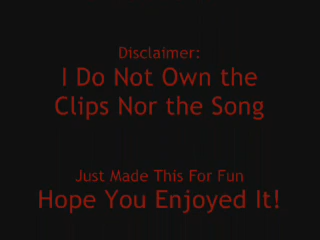 Disclaimer:
I Do Not Own the
Clips Nor the Song
Just Made This For Fun
Hope You Enjoyed It!